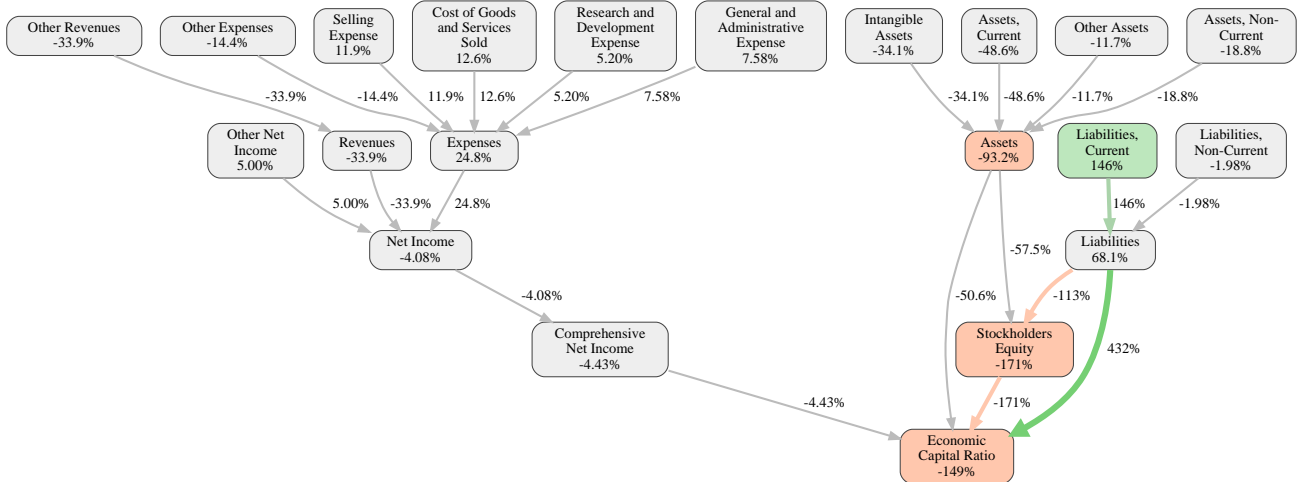 Other Revenues
-33.9%
Other Expenses
-14.4%
Selling
Expense
11.9%
Cost of Goods
and Services
Sold
12.6%
Research and
Development
Expense
5.20%
General and
Administrative
Expense
7.58%
Intangible
Assets
-34.1%
Assets,
Current
-48.6%
Other Assets
-11.7%
Assets, Non-
Current
-18.8%
-33.9%
-14.4%
11.9%
12.6%
5.20%
7.58%
-34.1%
-48.6%
-11.7%
-18.8%
Other Net
Income
5.00%
Revenues
-33.9%
Expenses
24.8%
Assets
-93.2%
Liabilities,
Current
146%
Liabilities,
Non-Current
-1.98%
5.00%
-33.9%
24.8%
146%
-1.98%
Net Income
-4.08%
-57.5%
Liabilities
68.1%
-4.08%
-50.6%
-113%
Comprehensive
Net Income
-4.43%
Stockholders
Equity
-171%
432%
-4.43%
-171%
Economic
Capital Ratio
-149%